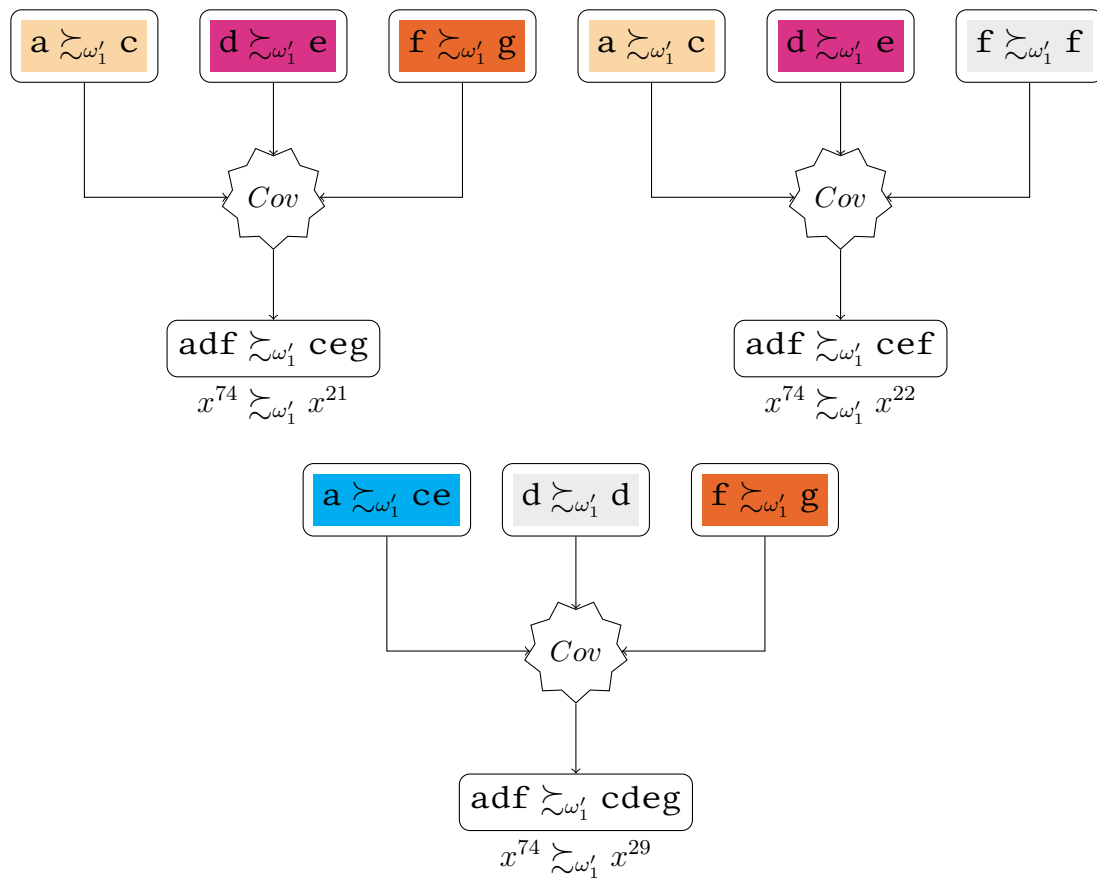 a ≿ω′₁ c d ≿ω′₁ e f ≿ω′₁ g a ≿ω′₁ c d ≿ω′₁ e f ≿ω′₁ f
Cov Cov
adf ≿ω′₁ ceg adf ≿ω′₁ cef
x⁷⁴ ≿ω′₁ x²¹ x⁷⁴ ≿ω′₁ x²²
a ≿ω′₁ ce d ≿ω′₁ d f ≿ω′₁ g
Cov
adf ≿ω′₁ cdeg
x⁷⁴ ≿ω′₁ x²⁹